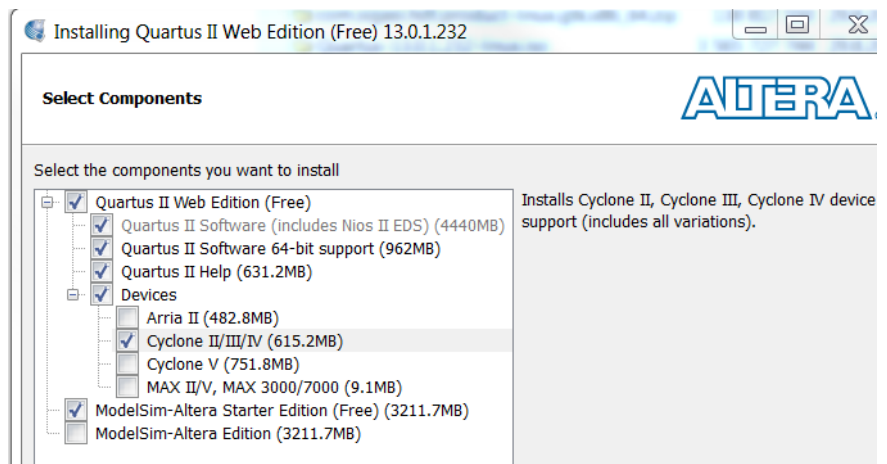 Installing Quartus II Web Edition (Free) 13.0.1.232
Select Components
ALTERA
Select the components you want to install
Quartus II Web Edition (Free)
Quartus II Software (includes Nios II EDS) (4440MB)
Quartus II Software 64-bit support (962MB)
Quartus II Help (631.2MB)
Devices
Arria II (482.8MB)
Cyclone II/III/IV (615.2MB)
Cyclone V (751.8MB)
MAX II/V, MAX 3000/7000 (9.1MB)
ModelSim-Altera Starter Edition (Free) (3211.7MB)
ModelSim-Altera Edition (3211.7MB)
Installs Cyclone II, Cyclone III, Cyclone IV device
support (includes all variations).